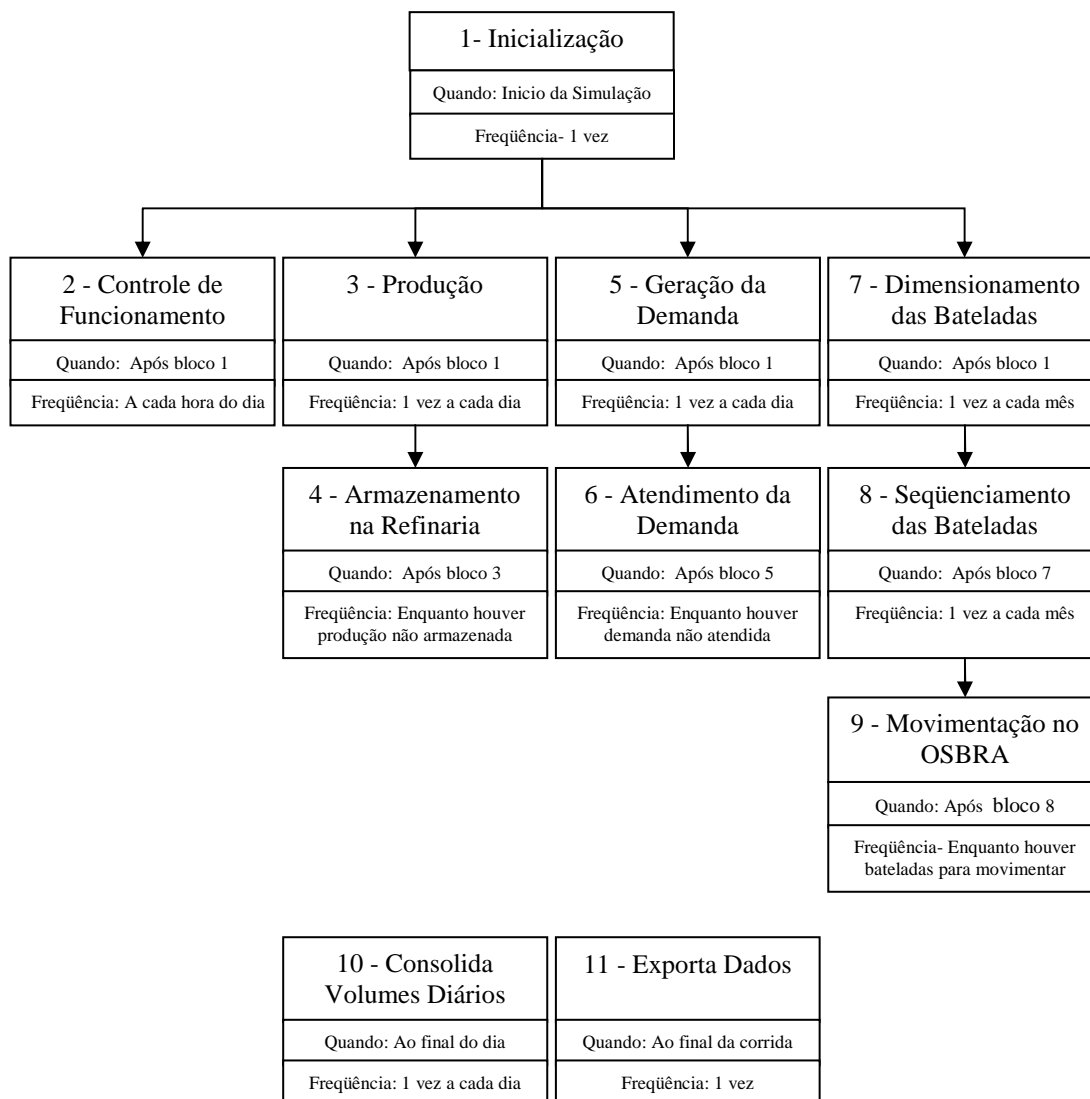 1- Inicialização
Quando: Inicio da Simulação
Freqüência- 1 vez
2 - Controle de
Funcionamento
Quando:  Após bloco 1
Freqüência: A cada hora do dia
3 - Produção
Quando:  Após bloco 1
Freqüência: 1 vez a cada dia
5 - Geração da
Demanda
Quando:  Após bloco 1
Freqüência: 1 vez a cada dia
7 - Dimensionamento
das Bateladas
Quando:  Após bloco 1
Freqüência: 1 vez a cada mês
4 - Armazenamento
na Refinaria
Quando:  Após bloco 3
Freqüência: Enquanto houver
produção não armazenada
6 - Atendimento da
Demanda
Quando:  Após bloco 5
Freqüência: Enquanto houver
demanda não atendida
8 - Seqüenciamento
das Bateladas
Quando:  Após bloco 7
Freqüência: 1 vez a cada mês
9 - Movimentação no
OSBRA
Quando: Após  bloco 8
Freqüência- Enquanto houver
bateladas para movimentar
10 - Consolida
Volumes Diários
Quando: Ao final do dia
Freqüência: 1 vez a cada dia
11 - Exporta Dados
Quando: Ao final da corrida
Freqüência: 1 vez